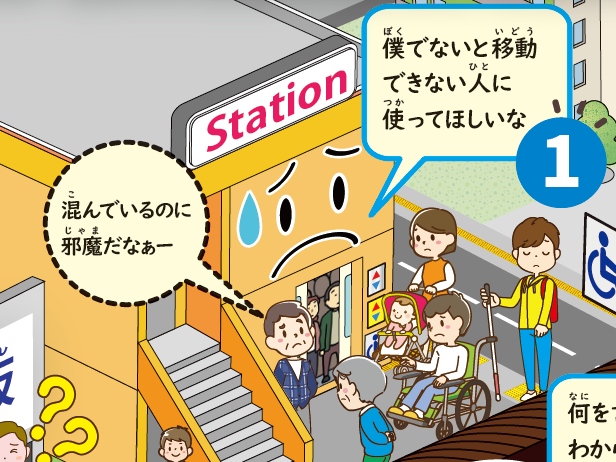 僕でないと移動
できない人に
使ってほしいな
1
Station
混んでいるのに
邪魔だなぁー
何を
わから